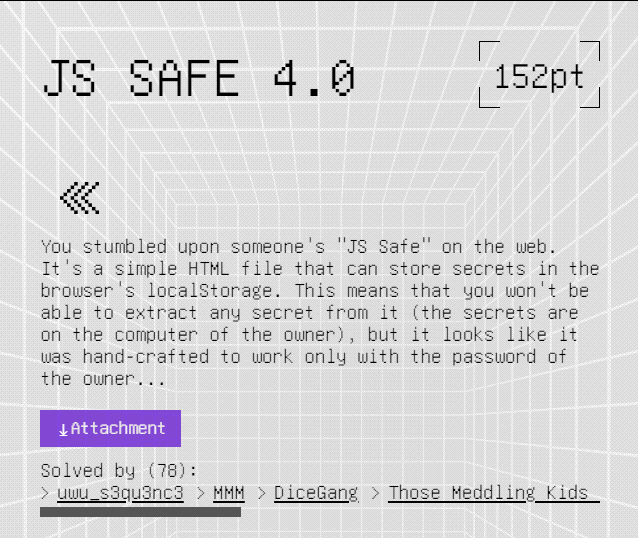 JS SAFE 4.0
152pt
You stumbled upon someone's "JS Safe" on the web.
It's a simple HTML file that can store secrets in the
browser's localStorage. This means that you won't be
able to extract any secret from it (the secrets are
on the computer of the owner), but it looks like it
was hand-crafted to work only with the password of
the owner...
Attachment
Solved by (78):
> uwu_s3qu3nc3 > MMM > DiceGang > Those Meddling Kids